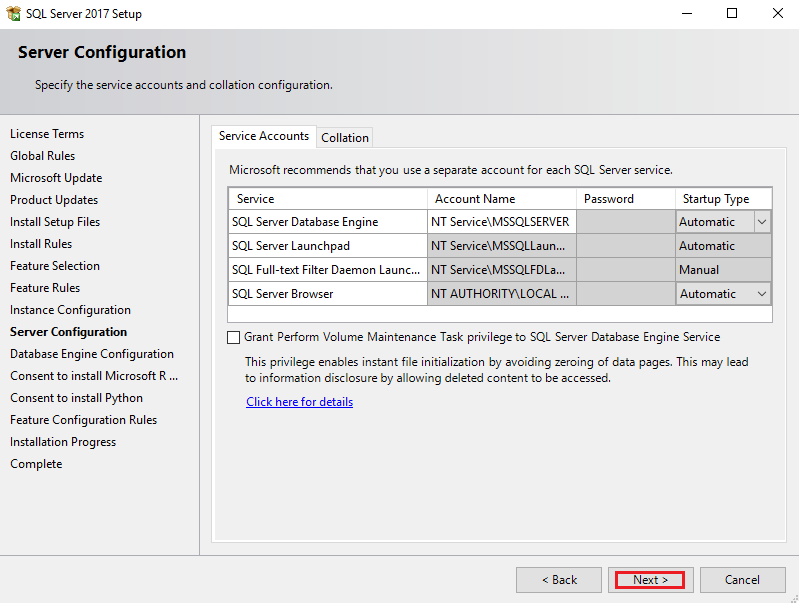 SQL Server 2017 Setup
Server Configuration
Specify the service accounts and collation configuration.
License Terms
Global Rules
Microsoft Update
Product Updates
Install Setup Files
Install Rules
Feature Selection
Feature Rules
Instance Configuration
Server Configuration
Database Engine Configuration
Consent to install Microsoft R ...
Consent to install Python
Feature Configuration Rules
Installation Progress
Complete
Service Accounts Collation
Microsoft recommends that you use a separate account for each SQL Server service.
Service Account Name Password Startup Type
SQL Server Database Engine NT Service\MSSQLSERVER Automatic
SQL Server Launchpad NT Service\MSSQLLaun... Automatic
SQL Full-text Filter Daemon Launc... NT Service\MSSQLFDLa... Manual
SQL Server Browser NT AUTHORITY\LOCAL ... Automatic
Grant Perform Volume Maintenance Task privilege to SQL Server Database Engine Service
This privilege enables instant file initialization by avoiding zeroing of data pages. This may lead
to information disclosure by allowing deleted content to be accessed.
Click here for details
< Back Next > Cancel